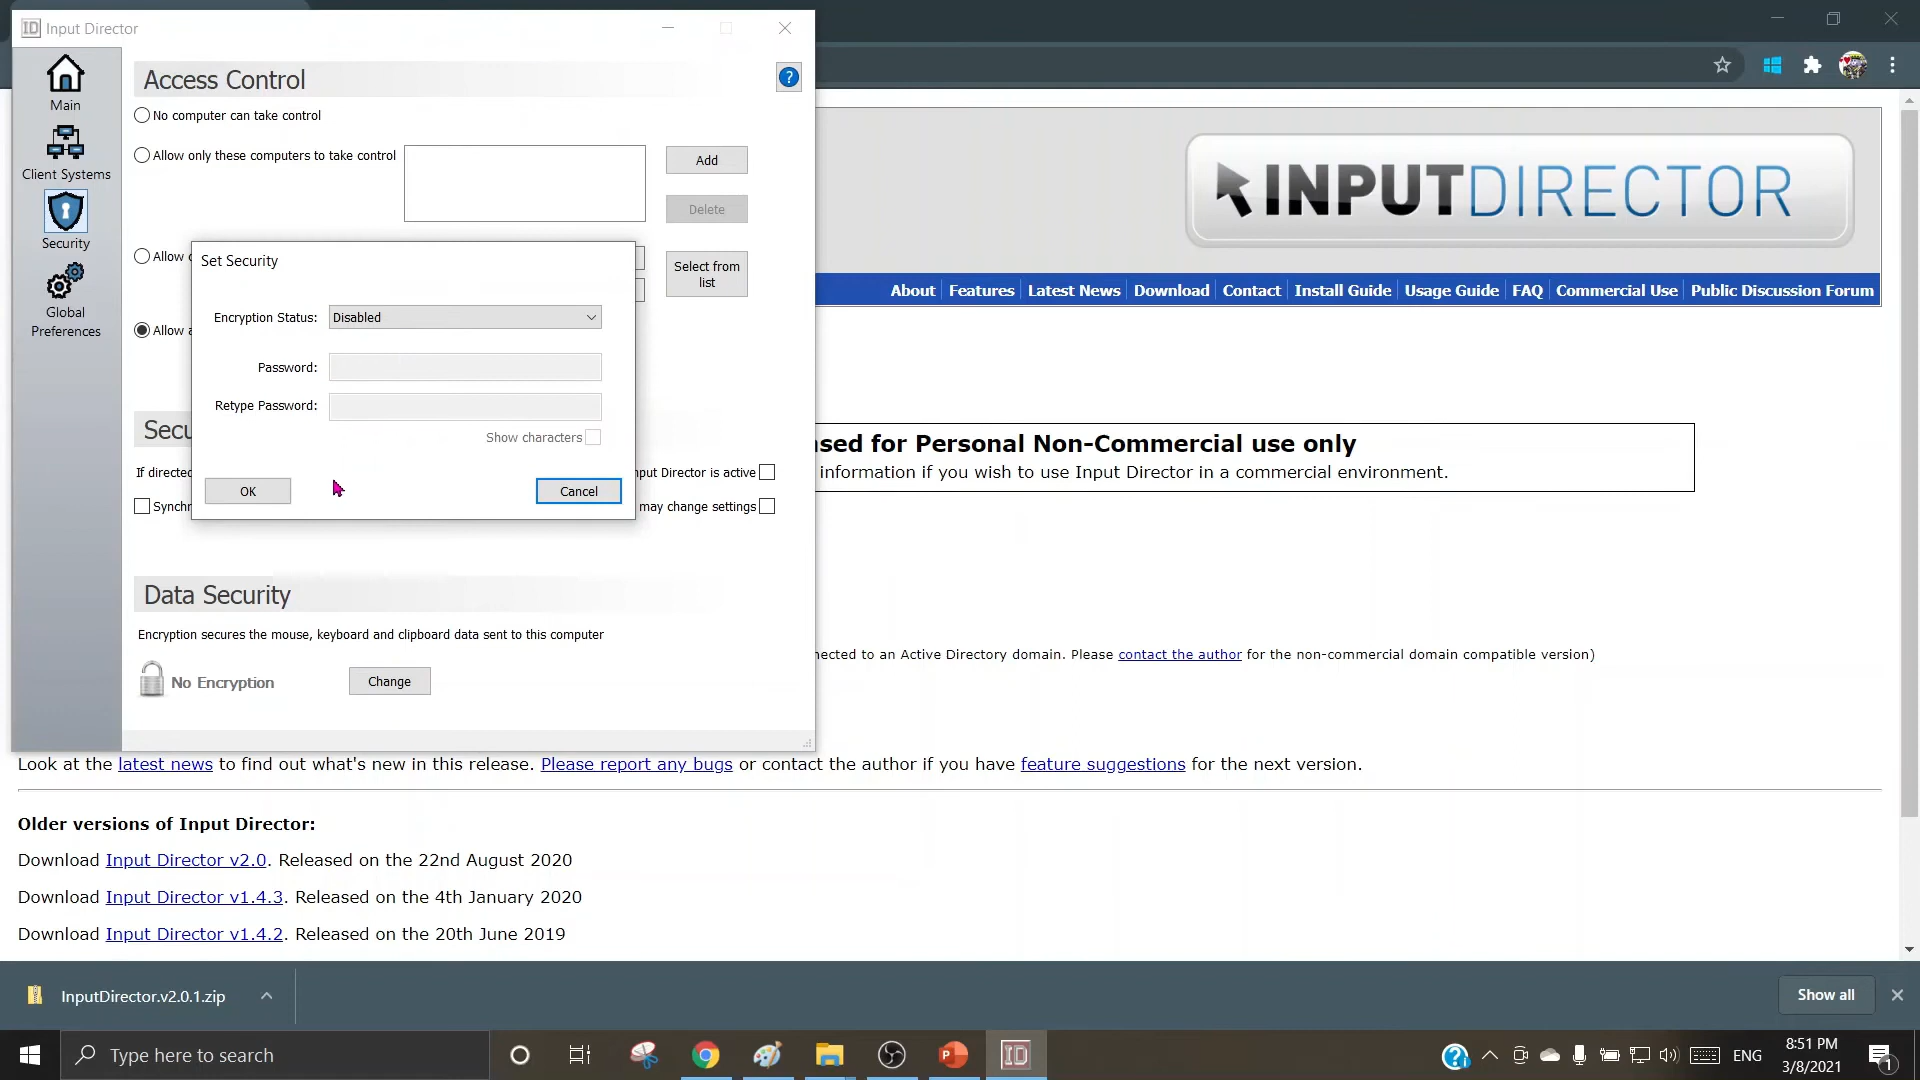 Input Director
Main
Client Systems
Security
Global
Preferences
Access Control
?
No computer can take control
Allow only these computers to take control
Add
Delete
Allow
Select from
list
Allow a
Set Security
Encryption Status:
Disabled
Password:
Retype Password:
Show characters
OK
Cancel
Secu
If directed
nput Director is active
Synchr
may change settings
Data Security
Encryption secures the mouse, keyboard and clipboard data sent to this computer
No Encryption
Change
INPUTDIRECTOR
About Features Latest News Download Contact Install Guide Usage Guide FAQ Commercial Use Public Discussion Forum
sed for Personal Non-Commercial use only
information if you wish to use Input Director in a commercial environment.
nected to an Active Directory domain. Please contact the author for the non-commercial domain compatible version)
Look at the latest news to find out what's new in this release. Please report any bugs or contact the author if you have feature suggestions for the next version.
Older versions of Input Director:
Download Input Director v2.0. Released on the 22nd August 2020
Download Input Director v1.4.3. Released on the 4th January 2020
Download Input Director v1.4.2. Released on the 20th June 2019
InputDirector.v2.0.1.zip
Show all
Type here to search
ENG
8:51 PM
3/8/2021
1